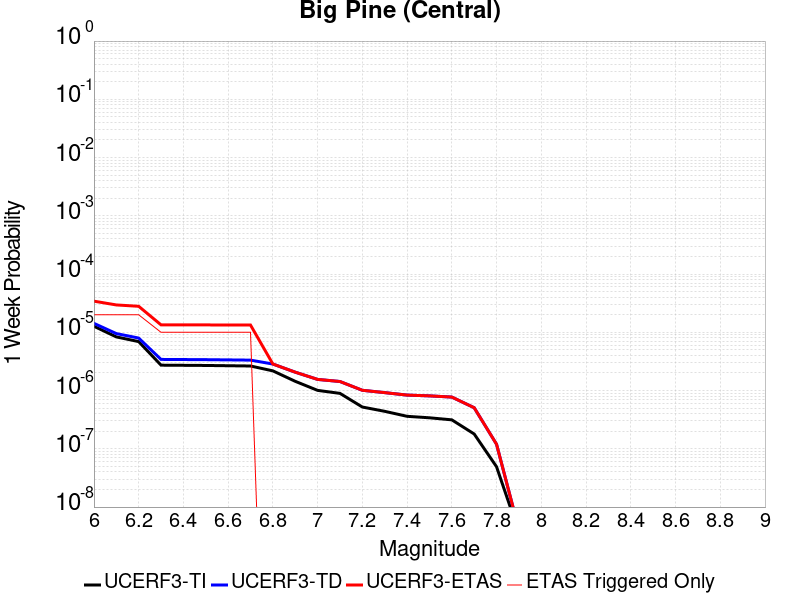 Big Pine (Central)
10^0
10^-1
10^-2
10^-3
10^-4
10^-5
10^-6
10^-7
10^-8
1 Week Probability
6 6.2 6.4 6.6 6.8 7 7.2 7.4 7.6 7.8 8 8.2 8.4 8.6 8.8 9
Magnitude
UCERF3-TI UCERF3-TD UCERF3-ETAS ETAS Triggered Only